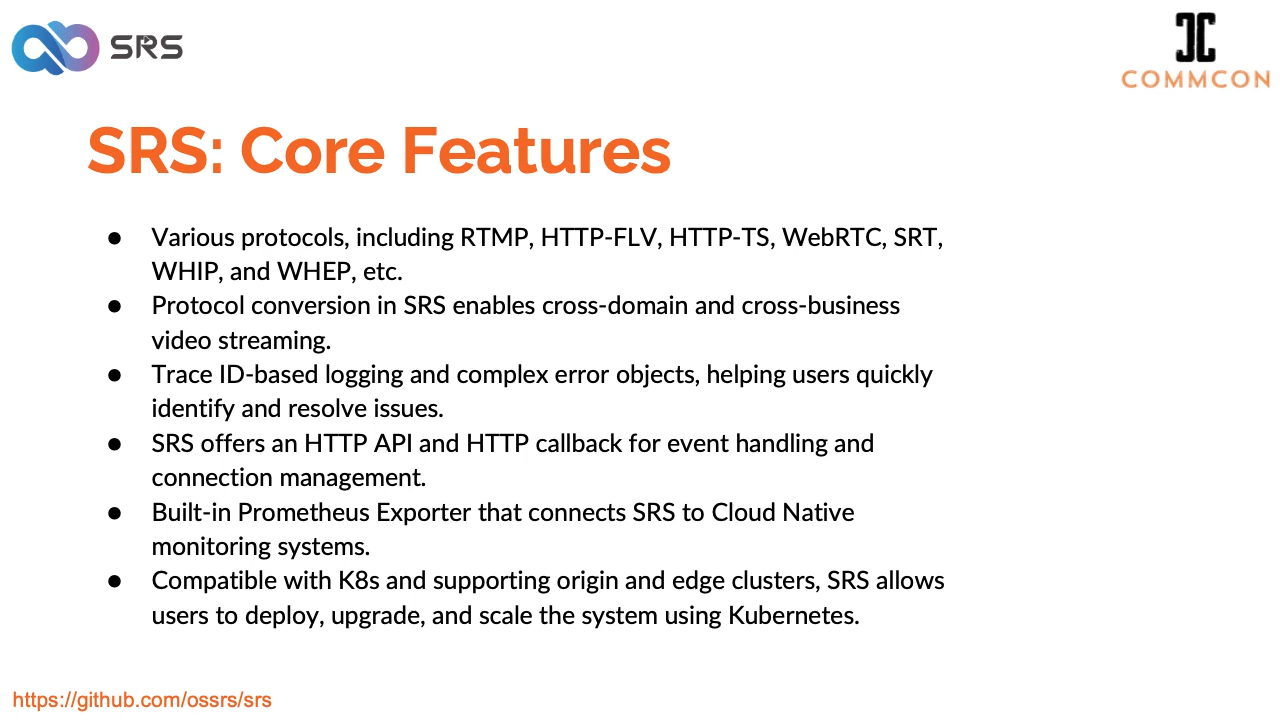 SRS
COMMCON
SRS: Core Features
● Various protocols, including RTMP, HTTP-FLV, HTTP-TS, WebRTC, SRT,
WHIP, and WHEP, etc.
● Protocol conversion in SRS enables cross-domain and cross-business
video streaming.
● Trace ID-based logging and complex error objects, helping users quickly
identify and resolve issues.
● SRS offers an HTTP API and HTTP callback for event handling and
connection management.
● Built-in Prometheus Exporter that connects SRS to Cloud Native
monitoring systems.
● Compatible with K8s and supporting origin and edge clusters, SRS allows
users to deploy, upgrade, and scale the system using Kubernetes.
https://github.com/ossrs/srs